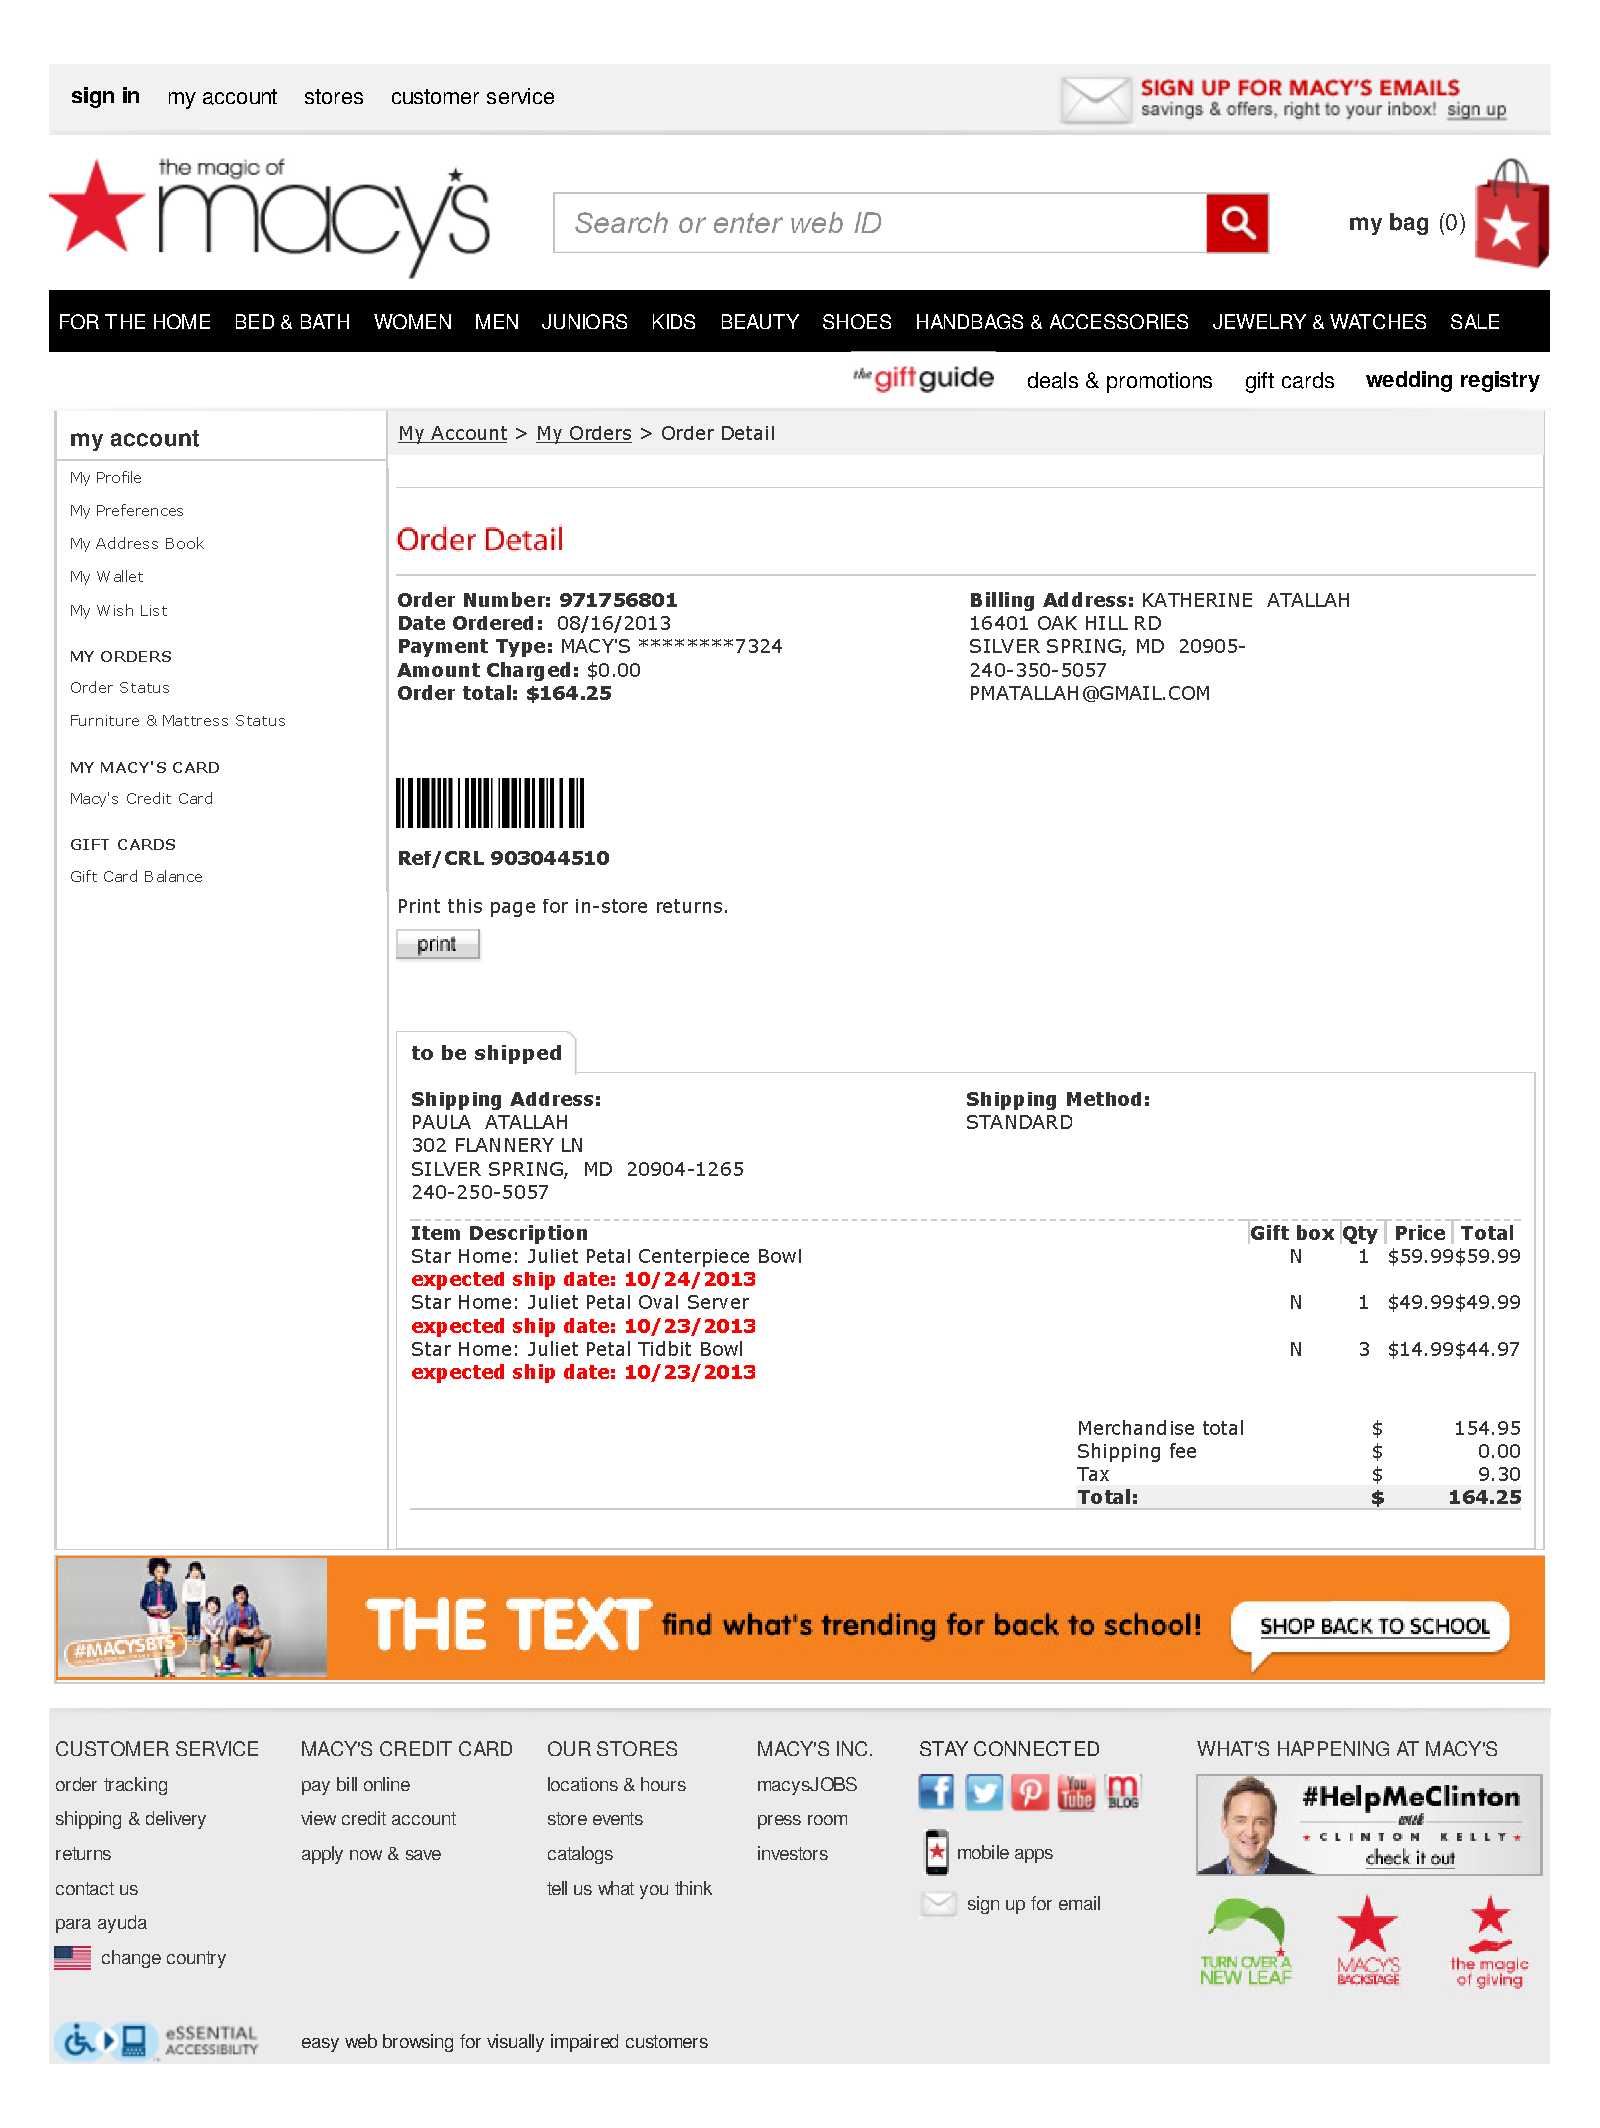 sign in my account stores customer service
SIGN UP FOR MACY'S EMAILS
savings & offers, right to your inbox! sign up
the magic of
macy's
Search or enter web ID
my bag (0)
FOR THE HOME BED & BATH WOMEN MEN JUNIORS KIDS BEAUTY SHOES HANDBAGS & ACCESSORIES JEWELRY & WATCHES SALE
the gift guide deals & promotions gift cards wedding registry
my account
My Profile
My Preferences
My Address Book
My Wallet
My Wish List
MY ORDERS
Order Status
Furniture & Mattress Status
MY MACY'S CARD
Macy's Credit Card
GIFT CARDS
Gift Card Balance
My Account > My Orders > Order Detail
Order Detail
Order Number: 971756801
Date Ordered: 08/16/2013
Payment Type: MACY'S ********7324
Amount Charged: $0.00
Order total: $164.25
Billing Address: KATHERINE ATALLAH
16401 OAK HILL RD
SILVER SPRING, MD 20905-
240-350-5057
PMATALLAH@GMAIL.COM
Ref/CRL 903044510
Print this page for in-store returns.
print
to be shipped
Shipping Address:
PAULA ATALLAH
302 FLANNERY LN
SILVER SPRING, MD 20904-1265
240-250-5057
Shipping Method:
STANDARD
Item Description Gift box Qty Price Total
Star Home: Juliet Petal Centerpiece Bowl N 1 $59.99$59.99
expected ship date: 10/24/2013
Star Home: Juliet Petal Oval Server N 1 $49.99$49.99
expected ship date: 10/23/2013
Star Home: Juliet Petal Tidbit Bowl N 3 $14.99$44.97
expected ship date: 10/23/2013
Merchandise total $ 154.95
Shipping fee $ 0.00
Tax $ 9.30
Total: $ 164.25
#MACYSBTS
THE TEXT find what's trending for back to school!
SHOP BACK TO SCHOOL
CUSTOMER SERVICE
order tracking
shipping & delivery
returns
contact us
para ayuda
change country
MACY'S CREDIT CARD
pay bill online
view credit account
apply now & save
OUR STORES
locations & hours
store events
catalogs
tell us what you think
MACY'S INC.
macysJOBS
press room
investors
STAY CONNECTED
You Tube
m BLOG
mobile apps
sign up for email
WHAT'S HAPPENING AT MACY'S
#HelpMeClinton
with
CLINTON KELLY
check it out
TURN OVER A
NEW LEAF
MACY'S
BACKSTAGE
the magic
of giving
eSSENTIAL
ACCESSIBILITY
easy web browsing for visually impaired customers